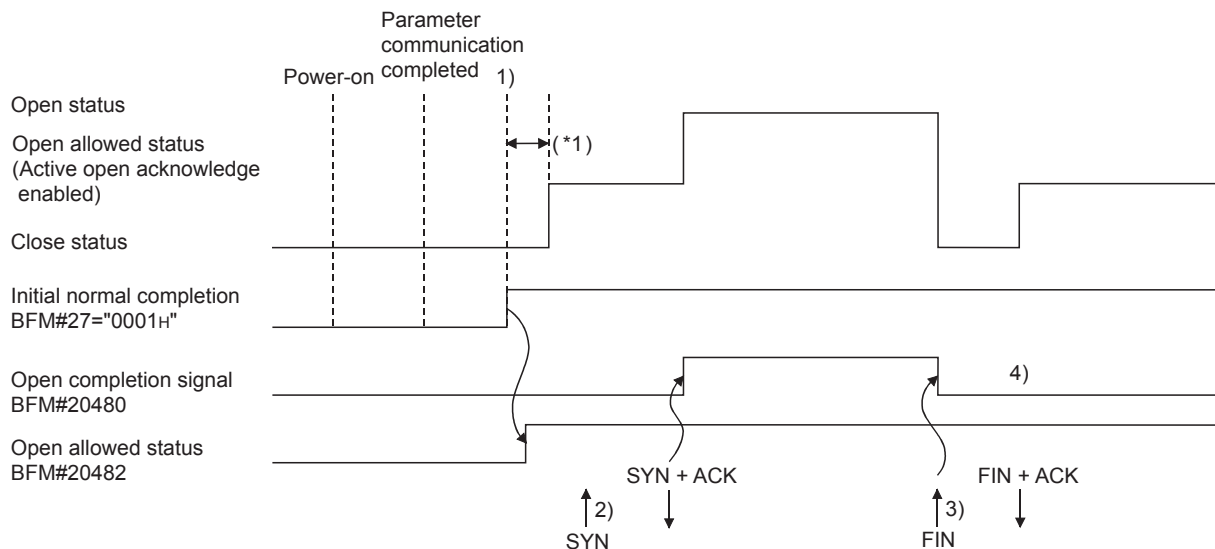 Parameter
communication
completed
Power-on
1)
Open status
Open allowed status
(Active open acknowledge
enabled)
(*1)
Close status
Initial normal completion
BFM#27="0001H"
Open completion signal
BFM#20480
4)
Open allowed status
BFM#20482
SYN + ACK
FIN + ACK
2)
3)
SYN
FIN